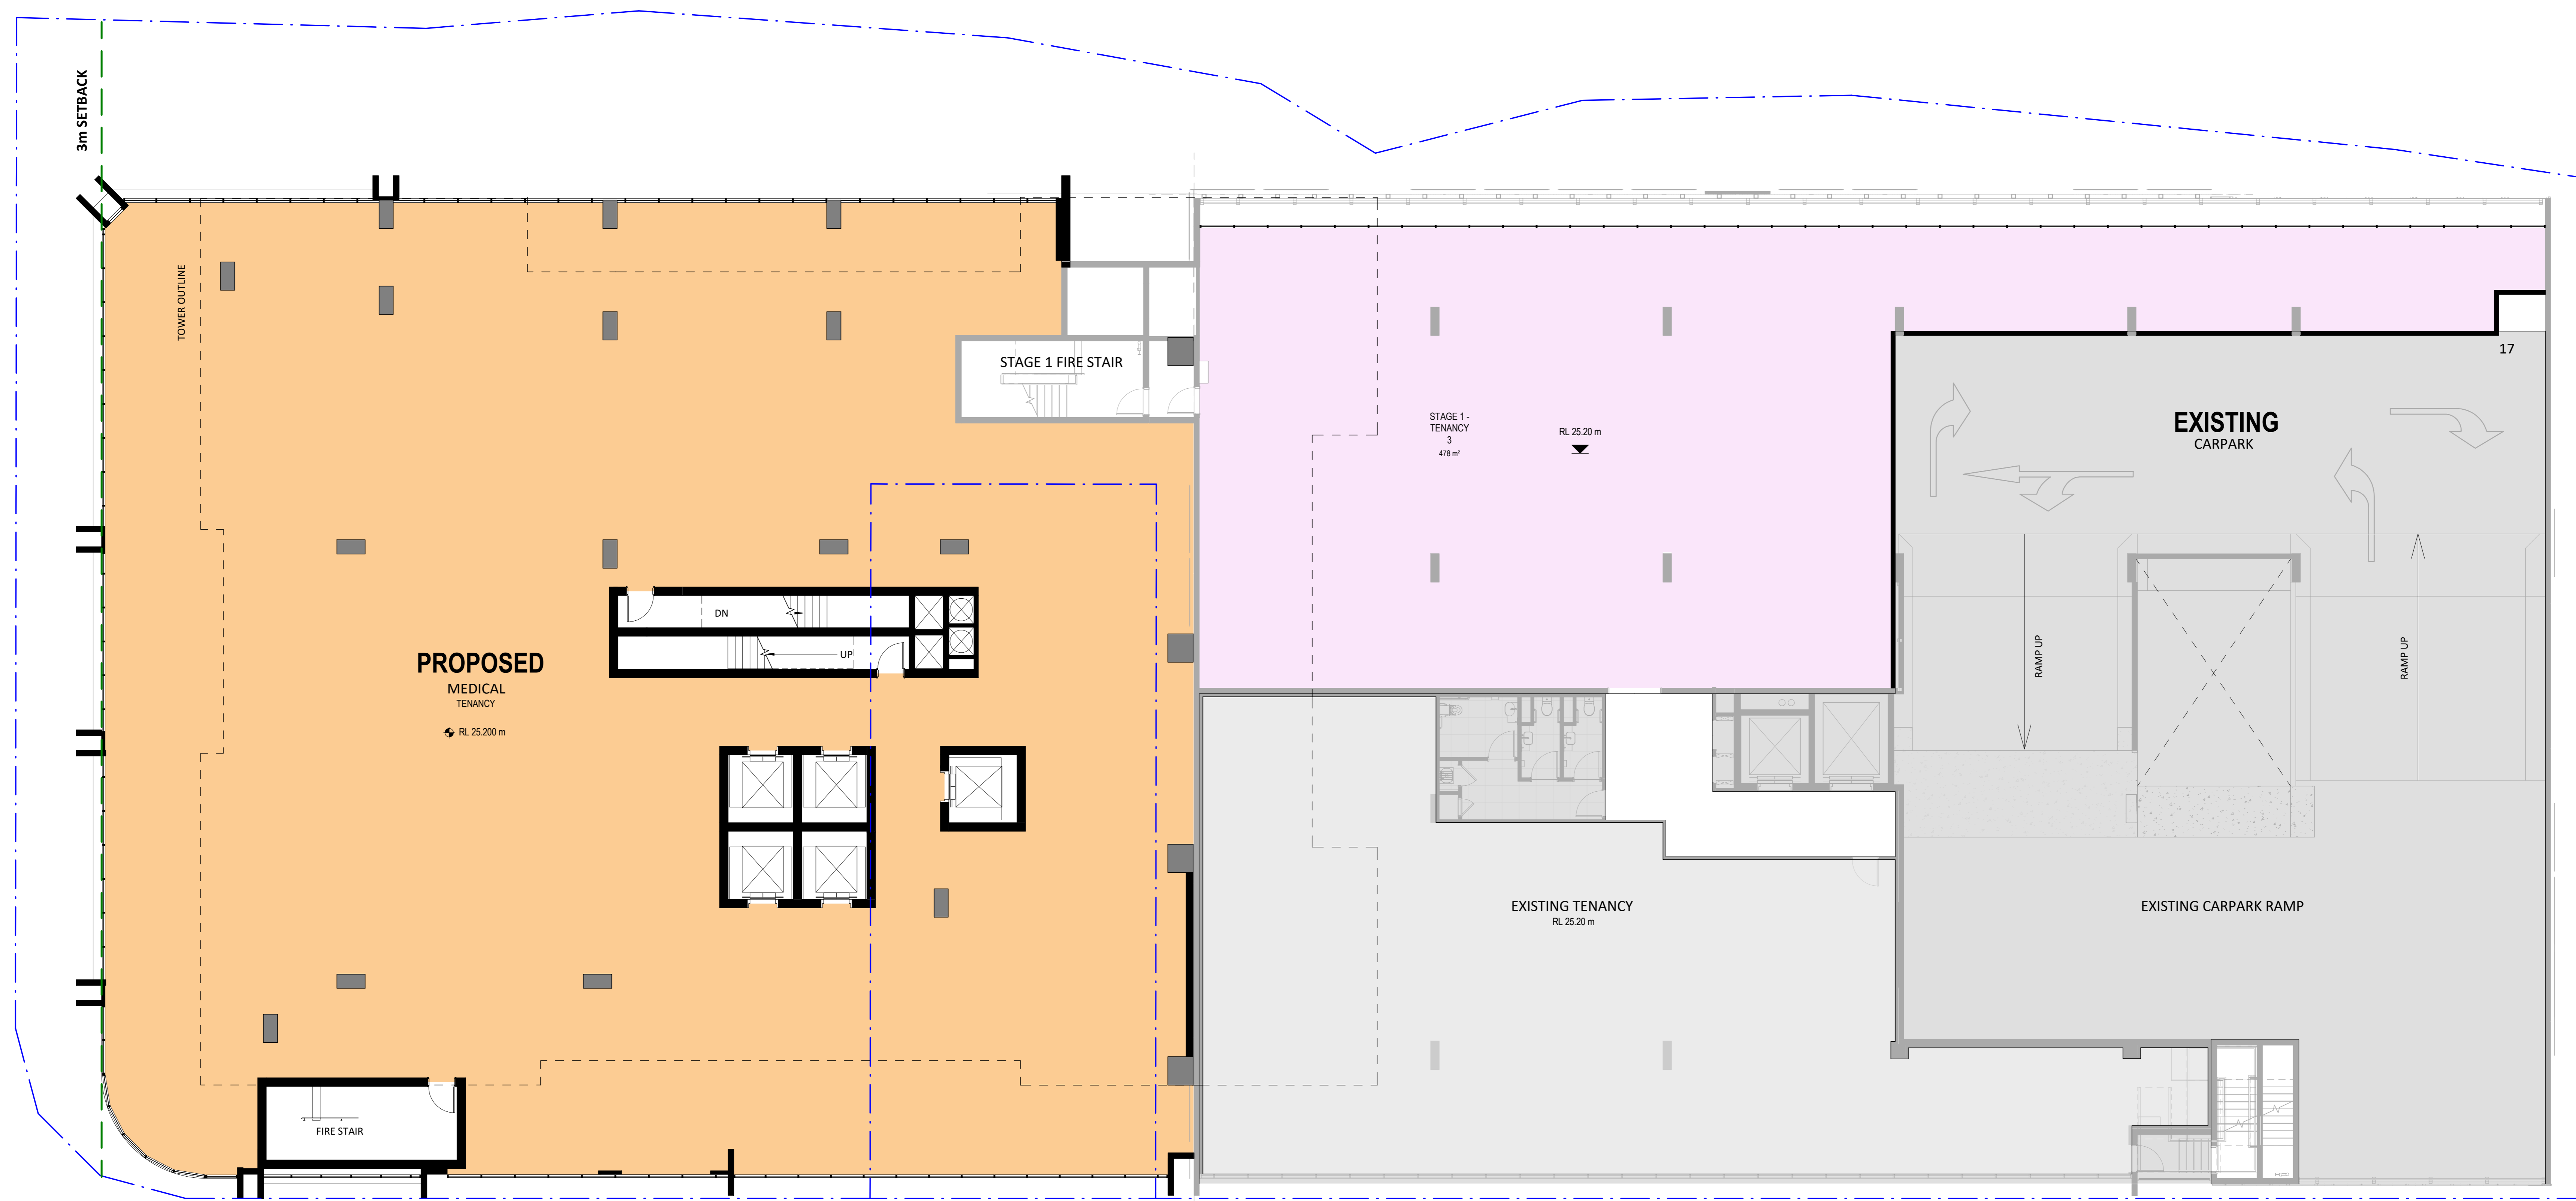 3m SETBACK
TOWER OUTLINE
STAGE 1 FIRE STAIR
17
STAGE 1 -
TENANCY
3
478 m²
RL 25.20 m
EXISTING
CARPARK
DN
UP
RAMP UP
RAMP UP
PROPOSED
MEDICAL
TENANCY
RL 25.200 m
EXISTING TENANCY
RL 25.20 m
EXISTING CARPARK RAMP
FIRE STAIR